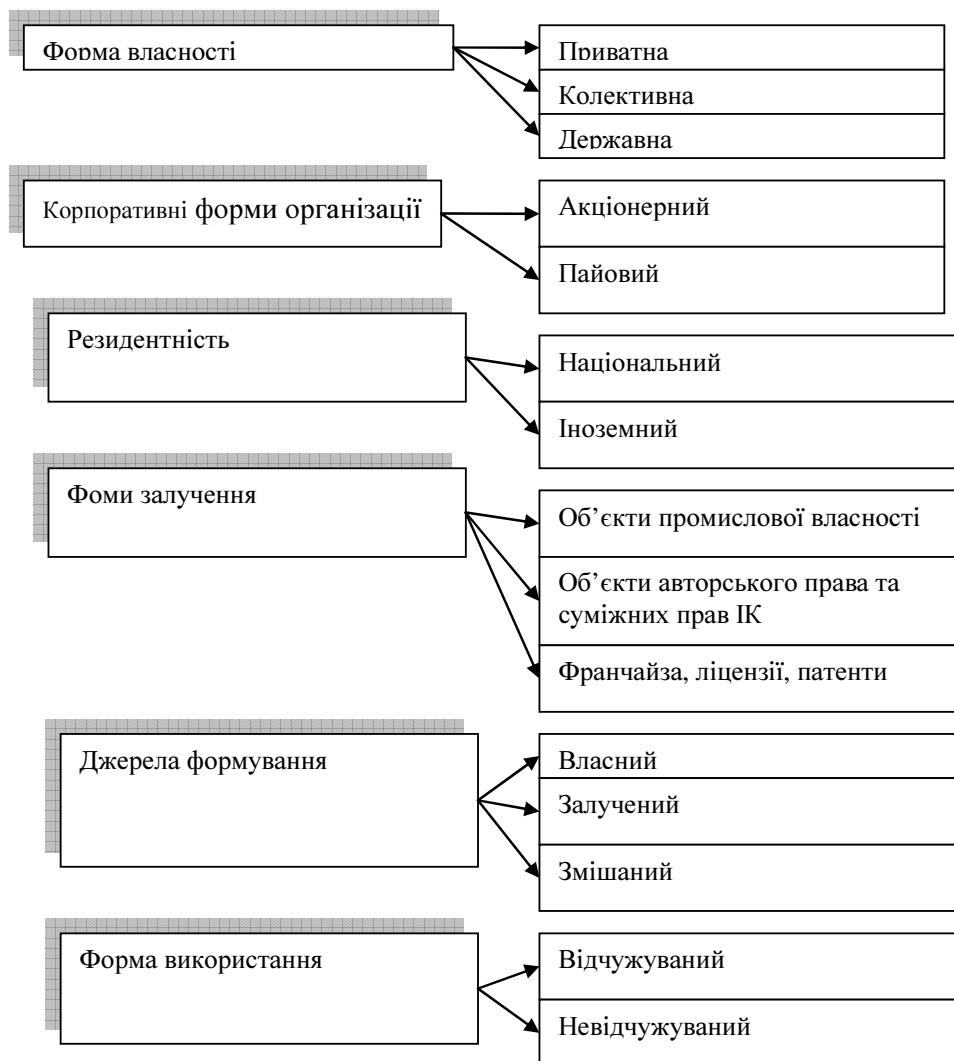 Форма власності
Приватна
Колективна
Державна
Корпоративні форми організації
Акціонерний
Пайовий
Резидентність
Національний
Іноземний
Фоми залучення
Об’єкти промислової власності
Об’єкти авторського права та
суміжних прав ІК
Франчайза, ліцензії, патенти
Джерела формування
Власний
Залучений
Змішаний
Форма використання
Відчужуваний
Невідчужуваний